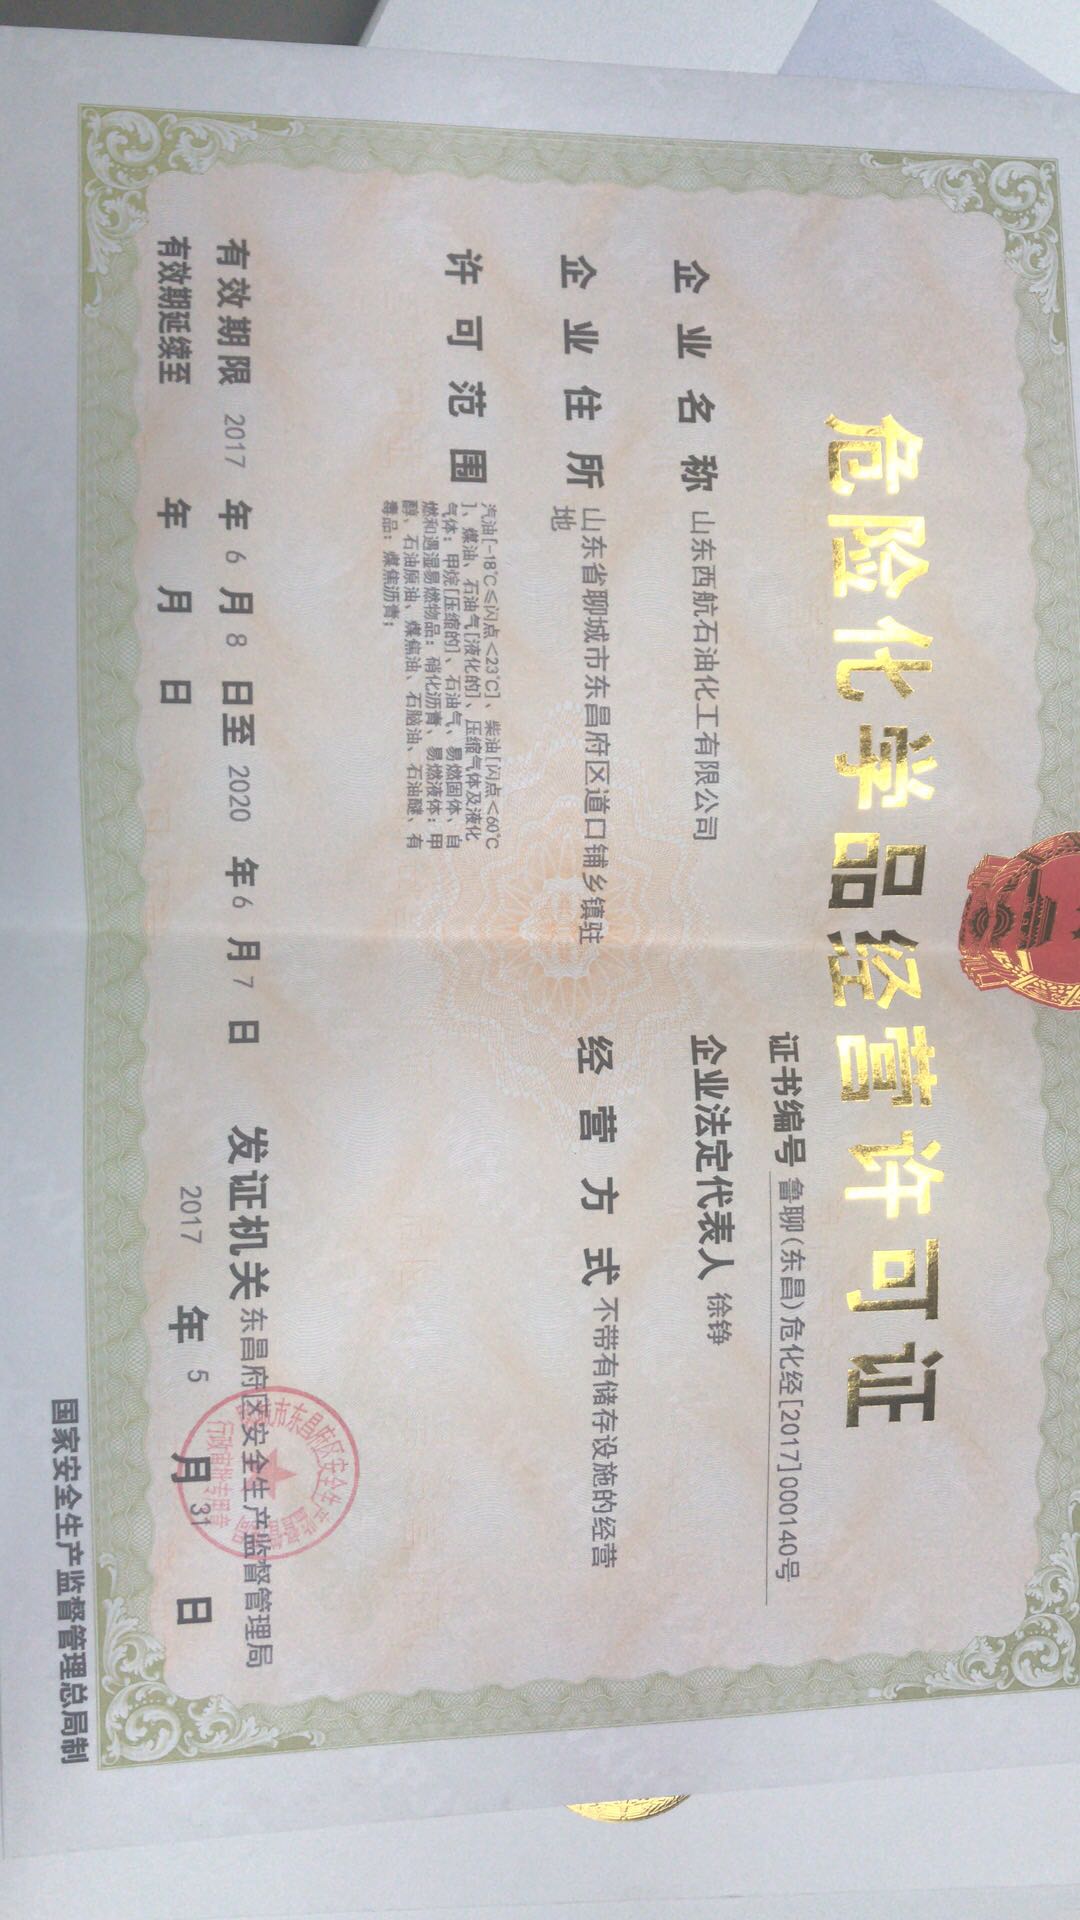 危险化学品经营许可证
证书编号 鲁聊(东昌)危化经[2017]000140号
企业名称 山东西航石油化工有限公司
企业法定代表人 徐铮
企业住所 山东省聊城市东昌府区道口铺乡镇驻
地
经营方式 不带有储存设施的经营
许可范围 汽油[-18℃≤闪点<23℃]、柴油[闪点<60℃
]、煤油、石油气[液化的]、压缩气体及液化
气体:甲烷[压缩的]、石油气、易燃固体、自
燃和遇湿易燃物品:硝化沥青、易燃液体:甲
醇、石油原油、煤焦油、石脑油、石油醚、有
毒品:煤焦沥青;
有效期限 2017 年 6 月 8 日至 2020 年 6 月 7 日
有效期延续至 年 月 日
发证机关 东昌府区安全生产监督管理局
2017 年 5 月 31 日
行政审批专用章
国家安全生产监督管理总局制